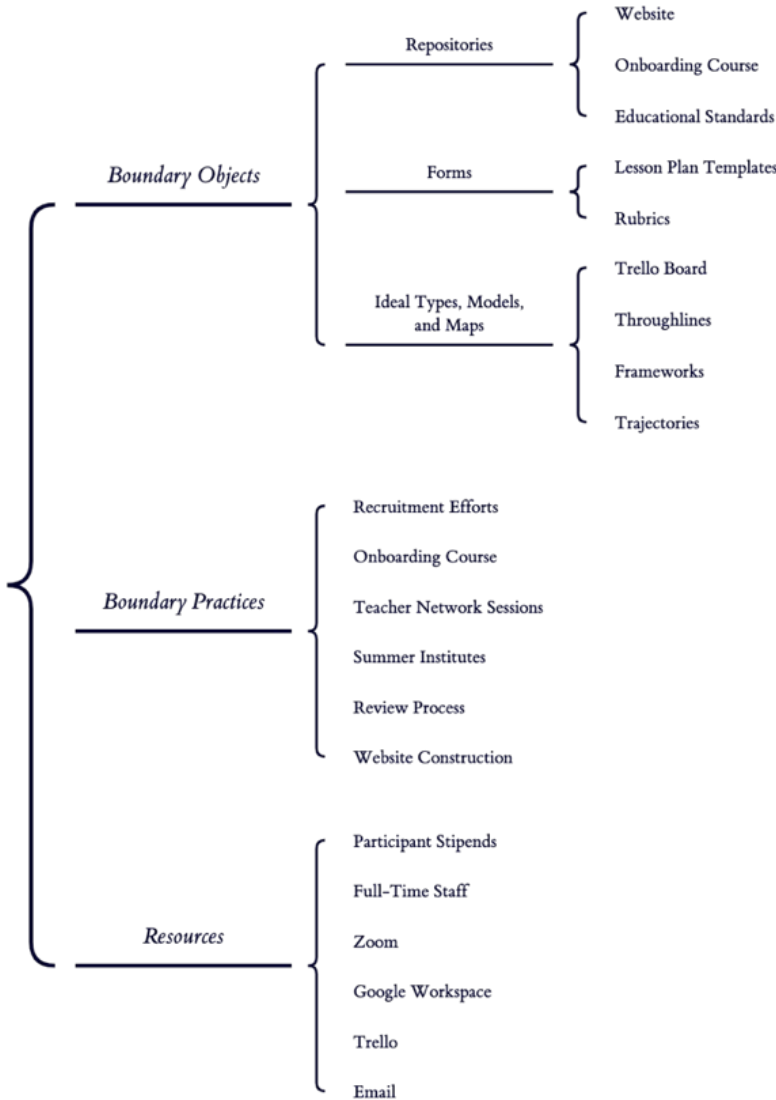 Boundary Objects
Repositories
Website
Onboarding Course
Educational Standards
Forms
Lesson Plan Templates
Rubrics
Ideal Types, Models,
and Maps
Trello Board
Throughlines
Frameworks
Trajectories
Boundary Practices
Recruitment Efforts
Onboarding Course
Teacher Network Sessions
Summer Institutes
Review Process
Website Construction
Resources
Participant Stipends
Full-Time Staff
Zoom
Google Workspace
Trello
Email